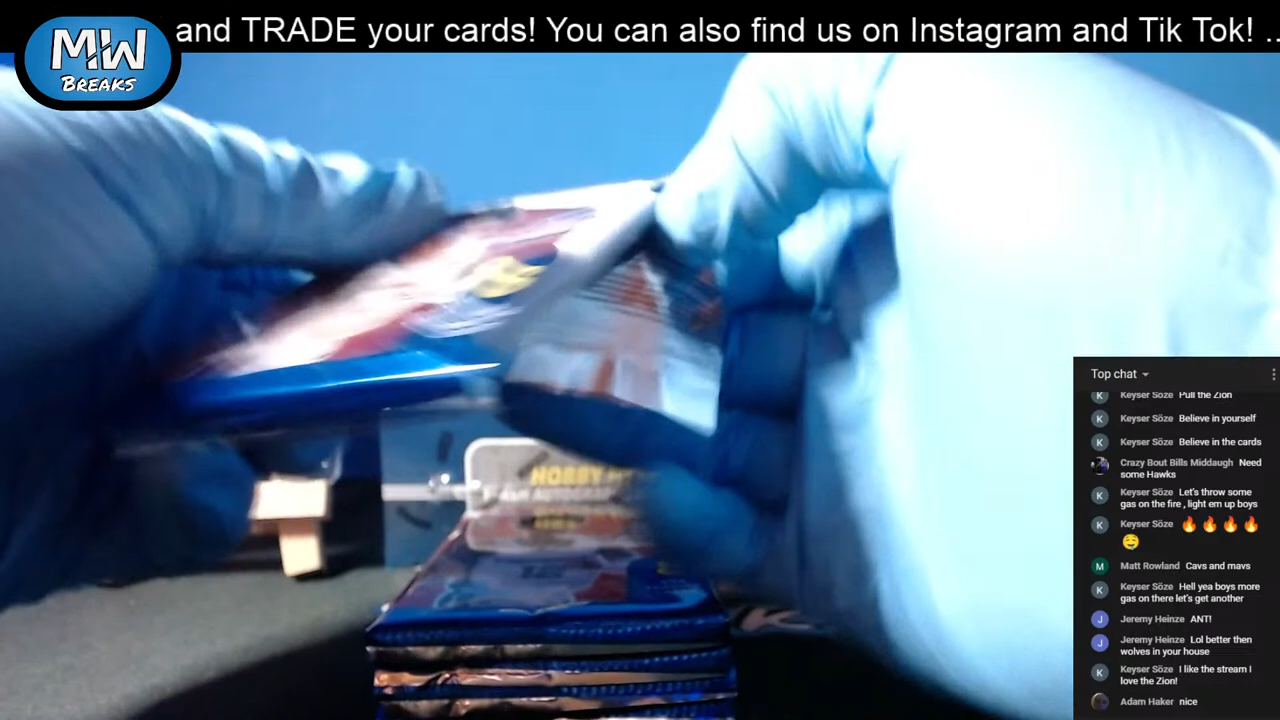 and TRADE your cards! You can also find us on Instagram and Tik Tok! ..
MW
BREAKS
HOBBY
Top chat
K Keyser Söze Pull the Zion
K Keyser Söze Believe in yourself
K Keyser Söze Believe in the cards
Crazy Bout Bills Middaugh Need
some Hawks
K Keyser Söze Let's throw some
gas on the fire , light em up boys
K Keyser Söze 🔥 🔥 🔥 🔥
🤤
M Matt Rowland Cavs and mavs
K Keyser Söze Hell yea boys more
gas on there let's get another
J Jeremy Heinze ANT!
J Jeremy Heinze Lol better then
wolves in your house
K Keyser Söze I like the stream I
love the Zion!
Adam Haker nice